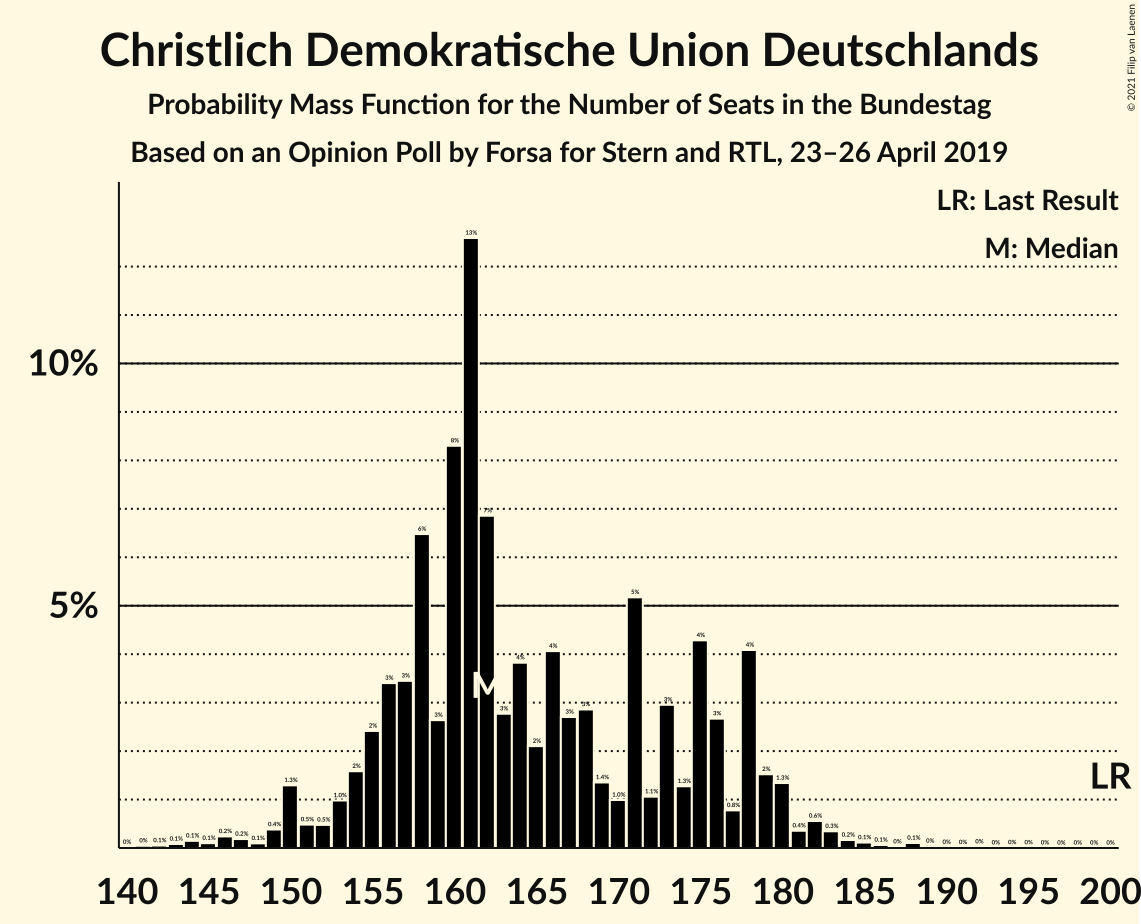 Christlich Demokratische Union Deutschlands
Probability Mass Function for the Number of Seats in the Bundestag
Based on an Opinion Poll by Forsa for Stern and RTL, 23–26 April 2019
© 2021 Filip van Laenen
LR: Last Result
M: Median
10%
5%
0% 0% 0.1% 0.1% 0.1% 0.1% 0.2% 0.2% 0.1% 0.4% 1.3% 0.5% 0.5% 1.0% 2% 2% 3% 3% 6% 3% 8% 13% 7% 3% 4% 2% 4% 3% 3% 1.4% 1.0% 5% 1.1% 3% 1.3% 4% 3% 0.8% 4% 2% 1.3% 0.4% 0.6% 0.3% 0.2% 0.1% 0.1% 0% 0.1% 0% 0% 0% 0% 0% 0% 0% 0% 0% 0% 0% 0%
M
LR
140 145 150 155 160 165 170 175 180 185 190 195 200